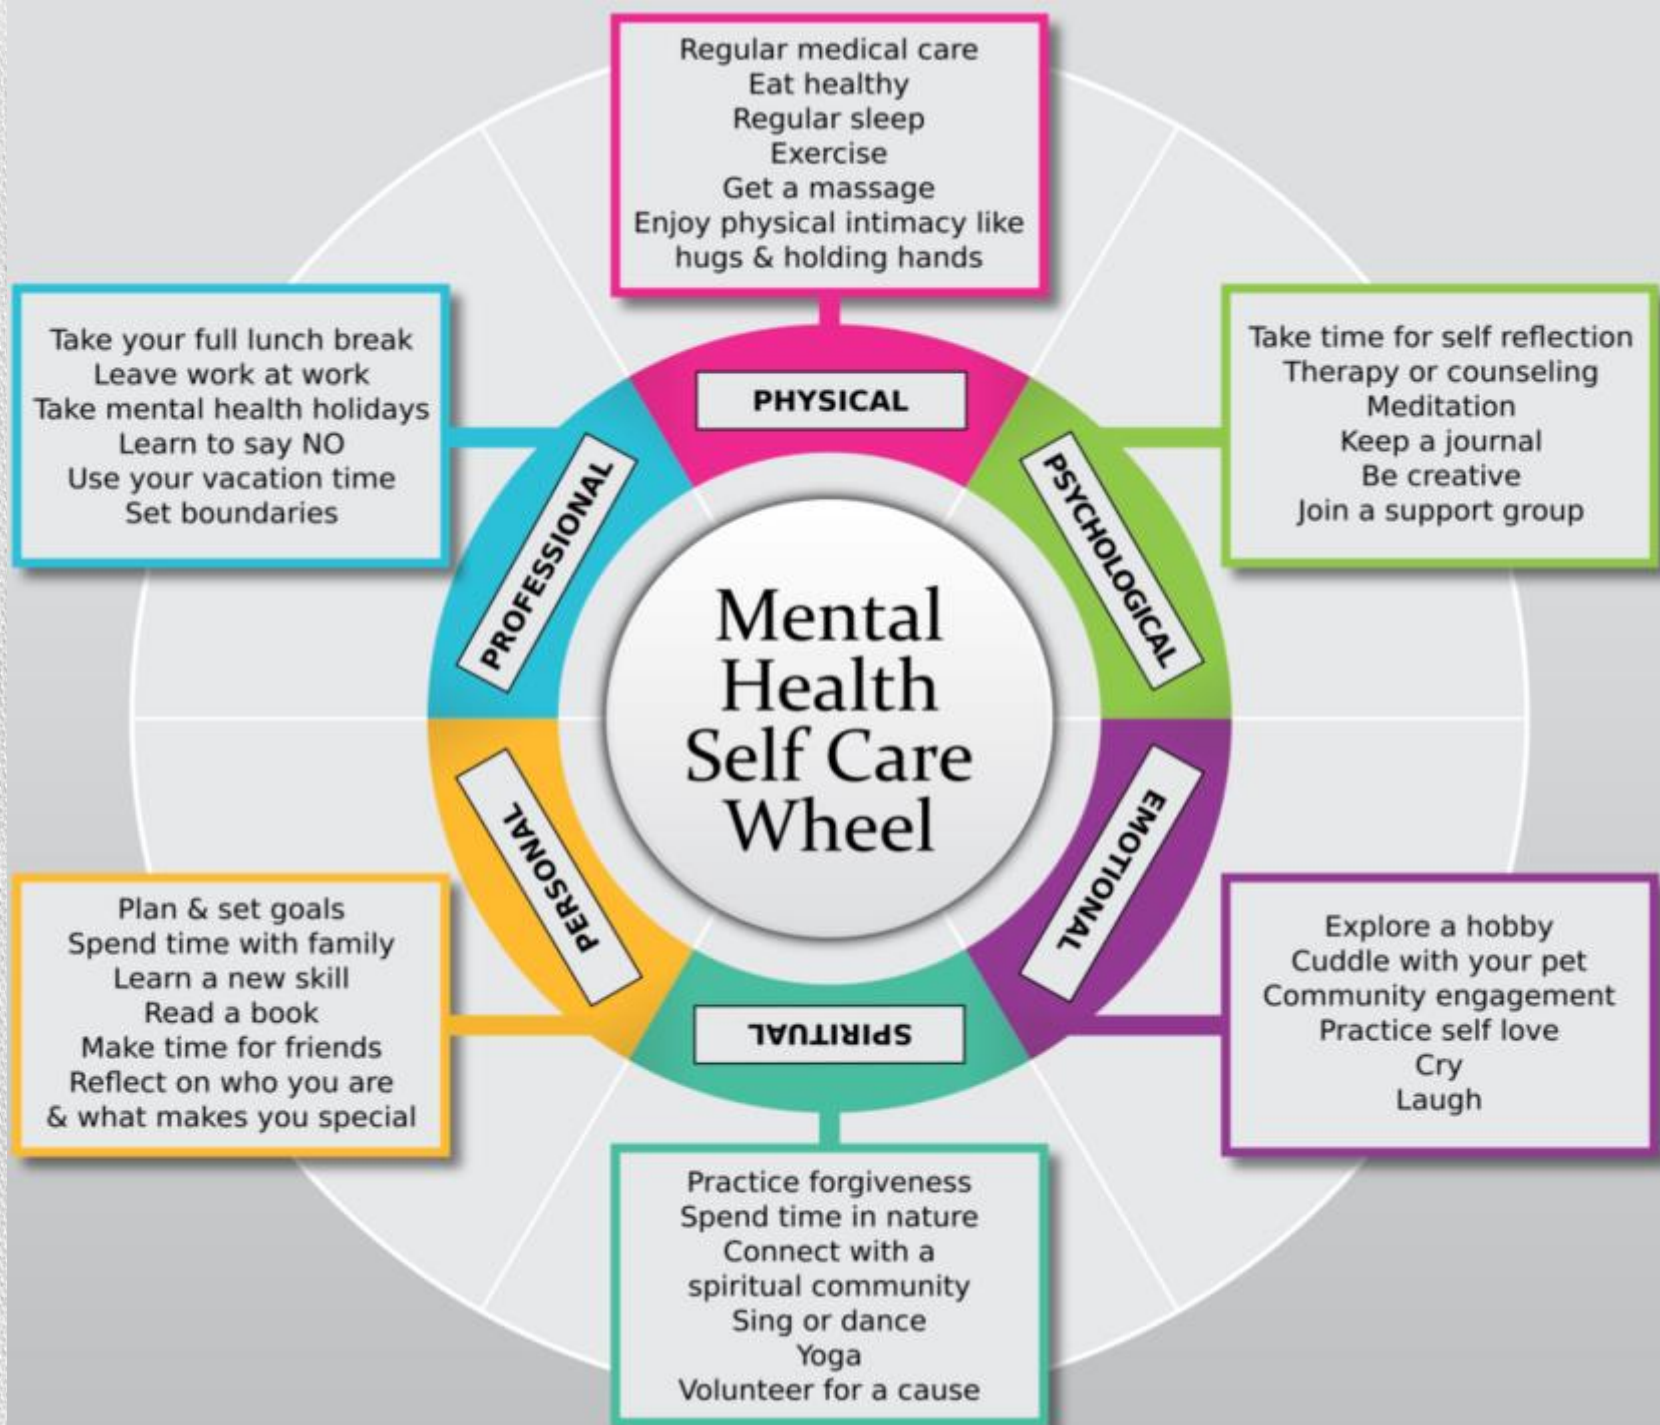 Regular medical care
Eat healthy
Regular sleep
Exercise
Get a massage
Enjoy physical intimacy like
hugs & holding hands
PHYSICAL
Take your full lunch break
Leave work at work
Take mental health holidays
Learn to say NO
Use your vacation time
Set boundaries
PROFESSIONAL
Take time for self reflection
Therapy or counseling
Meditation
Keep a journal
Be creative
Join a support group
PSYCHOLOGICAL
Mental
Health
Self Care
Wheel
Plan & set goals
Spend time with family
Learn a new skill
Read a book
Make time for friends
Reflect on who you are
& what makes you special
PERSONAL
Explore a hobby
Cuddle with your pet
Community engagement
Practice self love
Cry
Laugh
EMOTIONAL
SPIRITUAL
Practice forgiveness
Spend time in nature
Connect with a
spiritual community
Sing or dance
Yoga
Volunteer for a cause